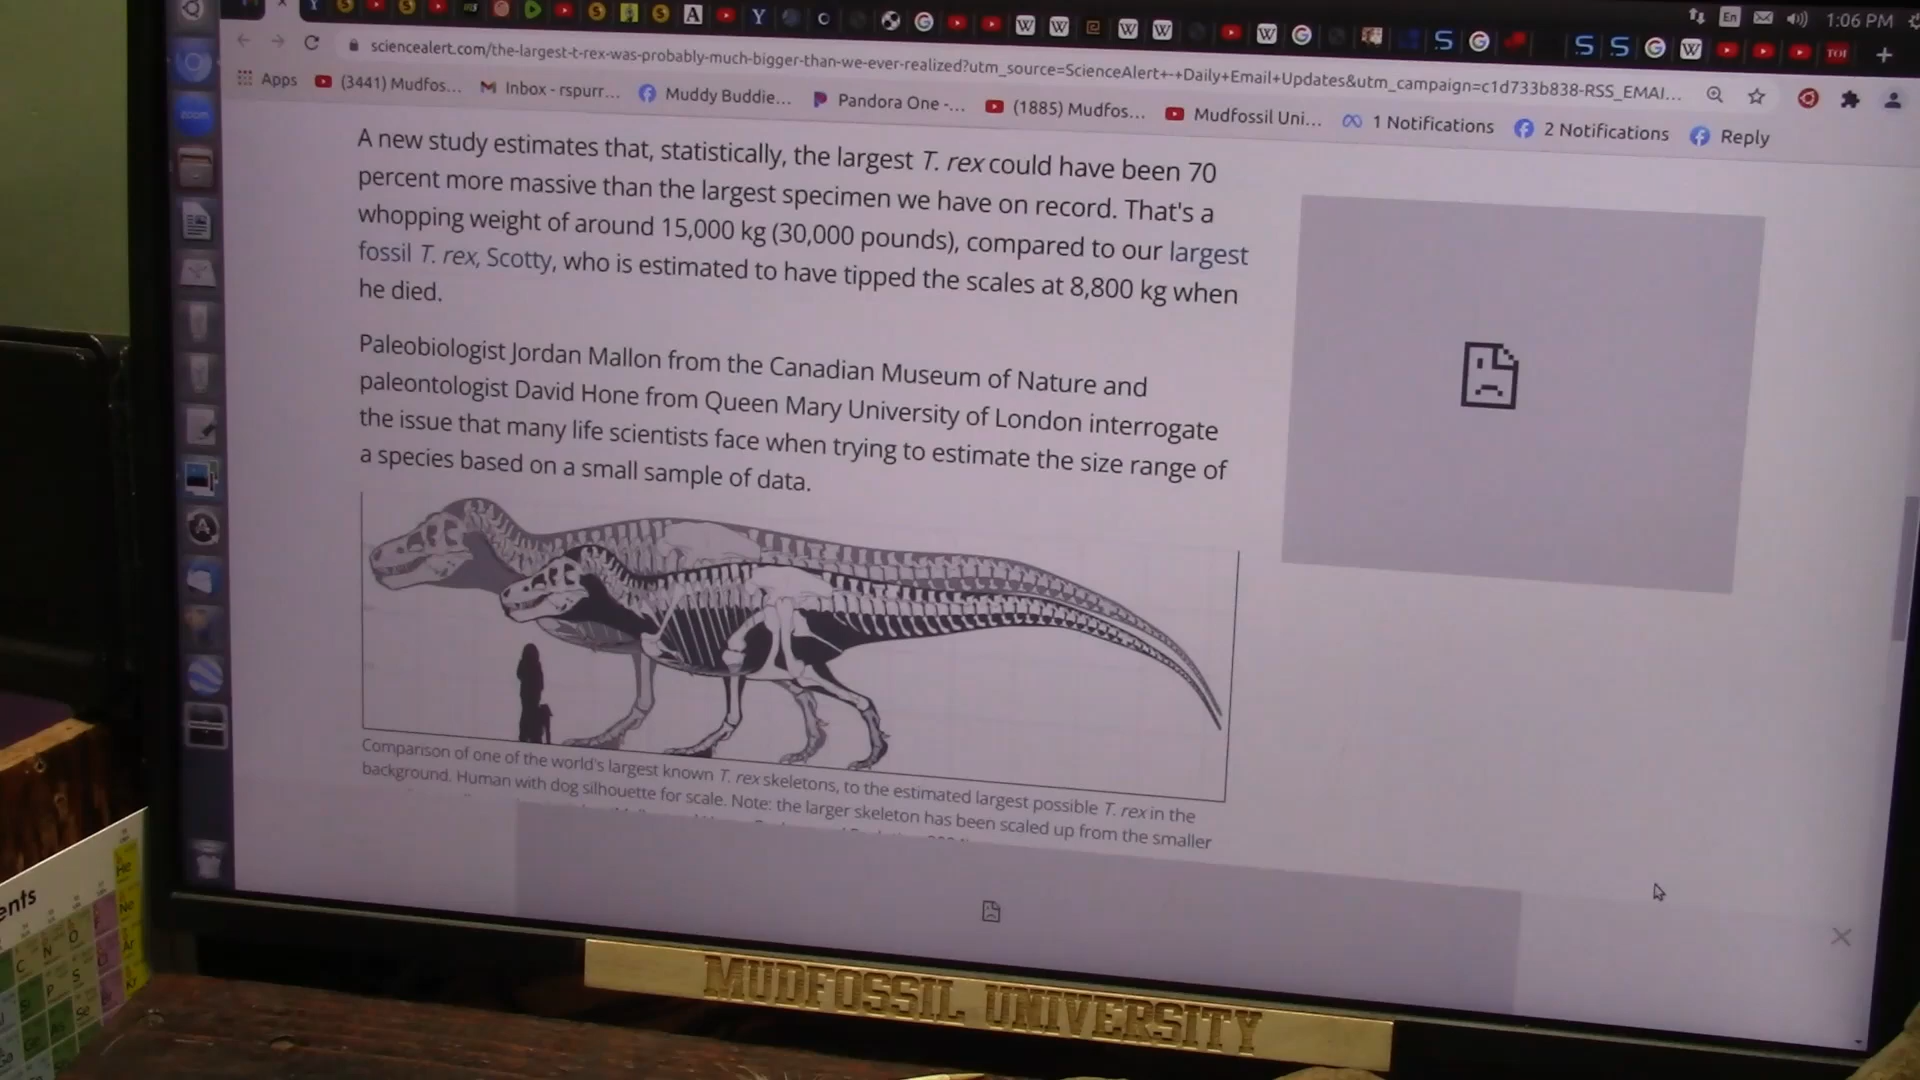 En
1:06 PM
sciencealert.com/the-largest-t-rex-was-probably-much-bigger-than-we-ever-realized?utm_source=ScienceAlert+-+Daily+Email+Updates&utm_campaign=c1d733b838-RSS_EMAI...
Apps (3441) Mudfos... Inbox - rspurr... Muddy Buddie... Pandora One -... (1885) Mudfos... Mudfossil Uni... 1 Notifications 2 Notifications Reply
zoom
A new study estimates that, statistically, the largest T. rex could have been 70
percent more massive than the largest specimen we have on record. That's a
whopping weight of around 15,000 kg (30,000 pounds), compared to our largest
fossil T. rex, Scotty, who is estimated to have tipped the scales at 8,800 kg when
he died.
Paleobiologist Jordan Mallon from the Canadian Museum of Nature and
paleontologist David Hone from Queen Mary University of London interrogate
the issue that many life scientists face when trying to estimate the size range of
a species based on a small sample of data.
Comparison of one of the world's largest known T. rex skeletons, to the estimated largest possible T. rex in the
background. Human with dog silhouette for scale. Note: the larger skeleton has been scaled up from the smaller
ents
He
Ne
C N O
Ar
Si P S
Kr
Se
MUDFOSSIL UNIVERSITY